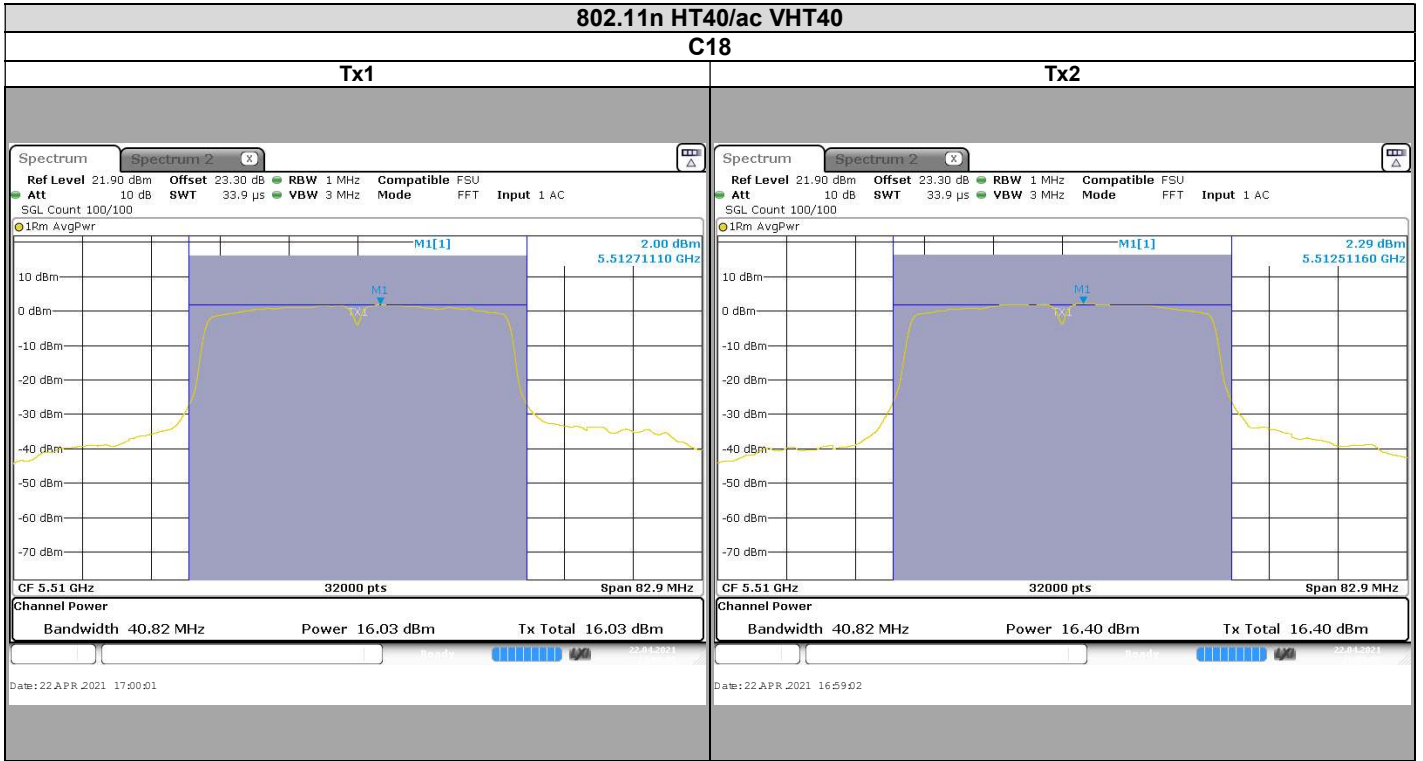 802.11n HT40/ac VHT40
C18
Tx1 Tx2
Spectrum Spectrum 2 X
Ref Level 21.90 dBm Offset 23.30 dB RBW 1 MHz Compatible FSU
Att 10 dB SWT 33.9 µs VBW 3 MHz Mode FFT Input 1 AC
SGL Count 100/100
1Rm AvgPwr
M1[1] 2.00 dBm
5.51271110 GHz
10 dBm
M1
0 dBm
TX1
-10 dBm
-20 dBm
-30 dBm
-40 dBm
-50 dBm
-60 dBm
-70 dBm
CF 5.51 GHz 32000 pts Span 82.9 MHz
Channel Power
Bandwidth 40.82 MHz Power 16.03 dBm Tx Total 16.03 dBm
Ready 22.04.2021
Date: 22.APR.2021 17:00:01
Spectrum Spectrum 2 X
Ref Level 21.90 dBm Offset 23.30 dB RBW 1 MHz Compatible FSU
Att 10 dB SWT 33.9 µs VBW 3 MHz Mode FFT Input 1 AC
SGL Count 100/100
1Rm AvgPwr
M1[1] 2.29 dBm
5.51251160 GHz
10 dBm
M1
0 dBm
TX1
-10 dBm
-20 dBm
-30 dBm
-40 dBm
-50 dBm
-60 dBm
-70 dBm
CF 5.51 GHz 32000 pts Span 82.9 MHz
Channel Power
Bandwidth 40.82 MHz Power 16.40 dBm Tx Total 16.40 dBm
Ready 22.04.2021
Date: 22.APR.2021 16:59:02